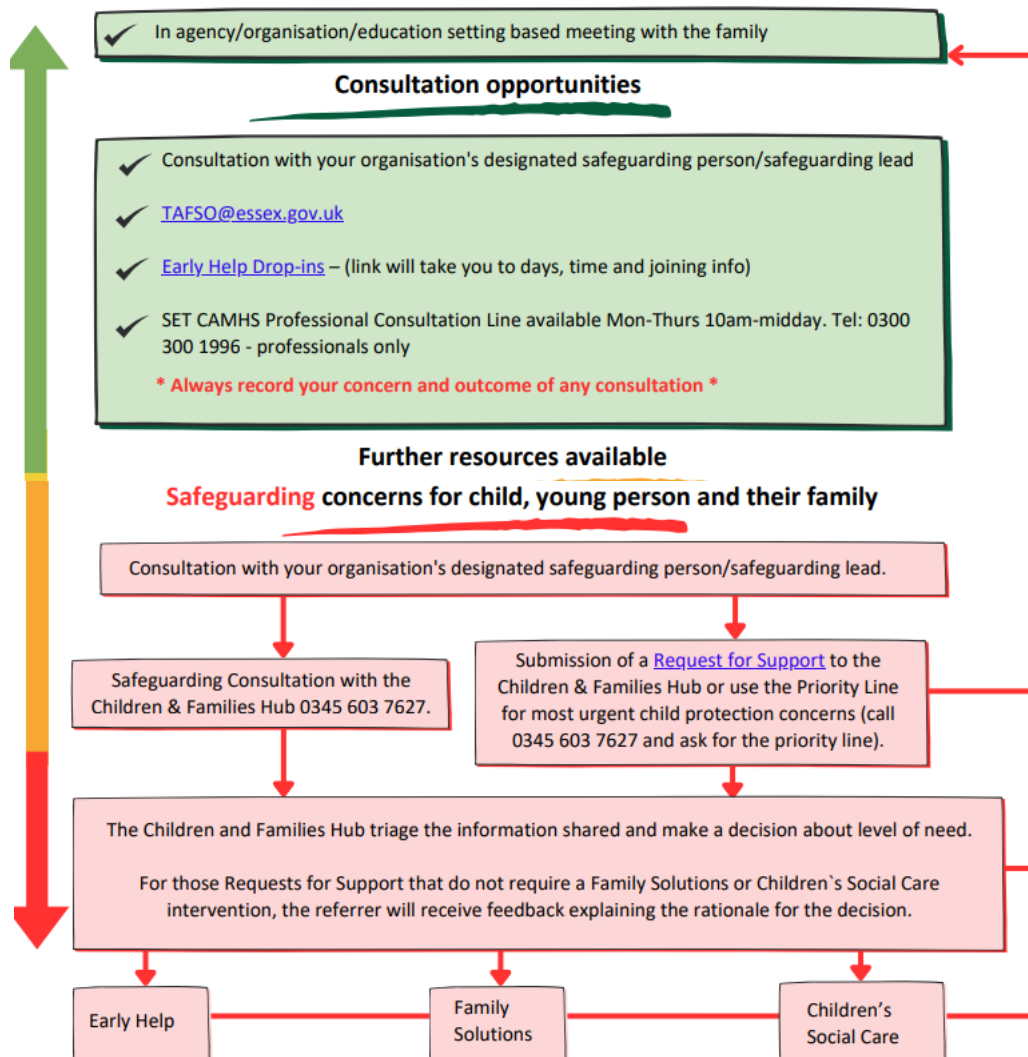 In agency/organisation/education setting based meeting with the family
Consultation opportunities
Consultation with your organisation's designated safeguarding person/safeguarding lead
TAFSO@essex.gov.uk
Early Help Drop-ins – (link will take you to days, time and joining info)
SET CAMHS Professional Consultation Line available Mon-Thurs 10am-midday. Tel: 0300
300 1996 - professionals only
* Always record your concern and outcome of any consultation *
Further resources available
Safeguarding concerns for child, young person and their family
Consultation with your organisation's designated safeguarding person/safeguarding lead.
Safeguarding Consultation with the
Children & Families Hub 0345 603 7627.
Submission of a Request for Support to the
Children & Families Hub or use the Priority Line
for most urgent child protection concerns (call
0345 603 7627 and ask for the priority line).
The Children and Families Hub triage the information shared and make a decision about level of need.
For those Requests for Support that do not require a Family Solutions or Children`s Social Care
intervention, the referrer will receive feedback explaining the rationale for the decision.
Early Help
Family
Solutions
Children’s
Social Care